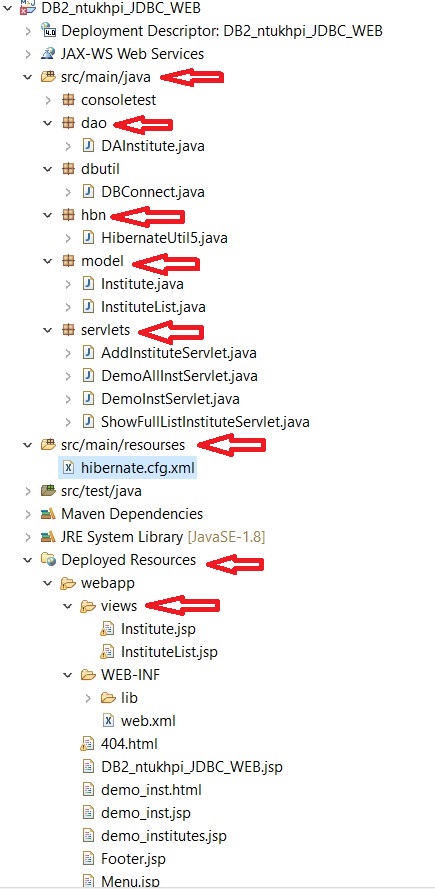 DB2_ntukhpi_JDBC_WEB
Deployment Descriptor: DB2_ntukhpi_JDBC_WEB
JAX-WS Web Services
src/main/java
consoletest
dao
DAInstitute.java
dbutil
DBConnect.java
hbn
HibernateUtil5.java
model
Institute.java
InstituteList.java
servlets
AddInstituteServlet.java
DemoAllInstServlet.java
DemoInstServlet.java
ShowFullListInstituteServlet.java
src/main/resourses
hibernate.cfg.xml
src/test/java
Maven Dependencies
JRE System Library [JavaSE-1.8]
Deployed Resources
webapp
views
Institute.jsp
InstituteList.jsp
WEB-INF
lib
web.xml
404.html
DB2_ntukhpi_JDBC_WEB.jsp
demo_inst.html
demo_inst.jsp
demo_institutes.jsp
Footer.jsp
Menu.jsp